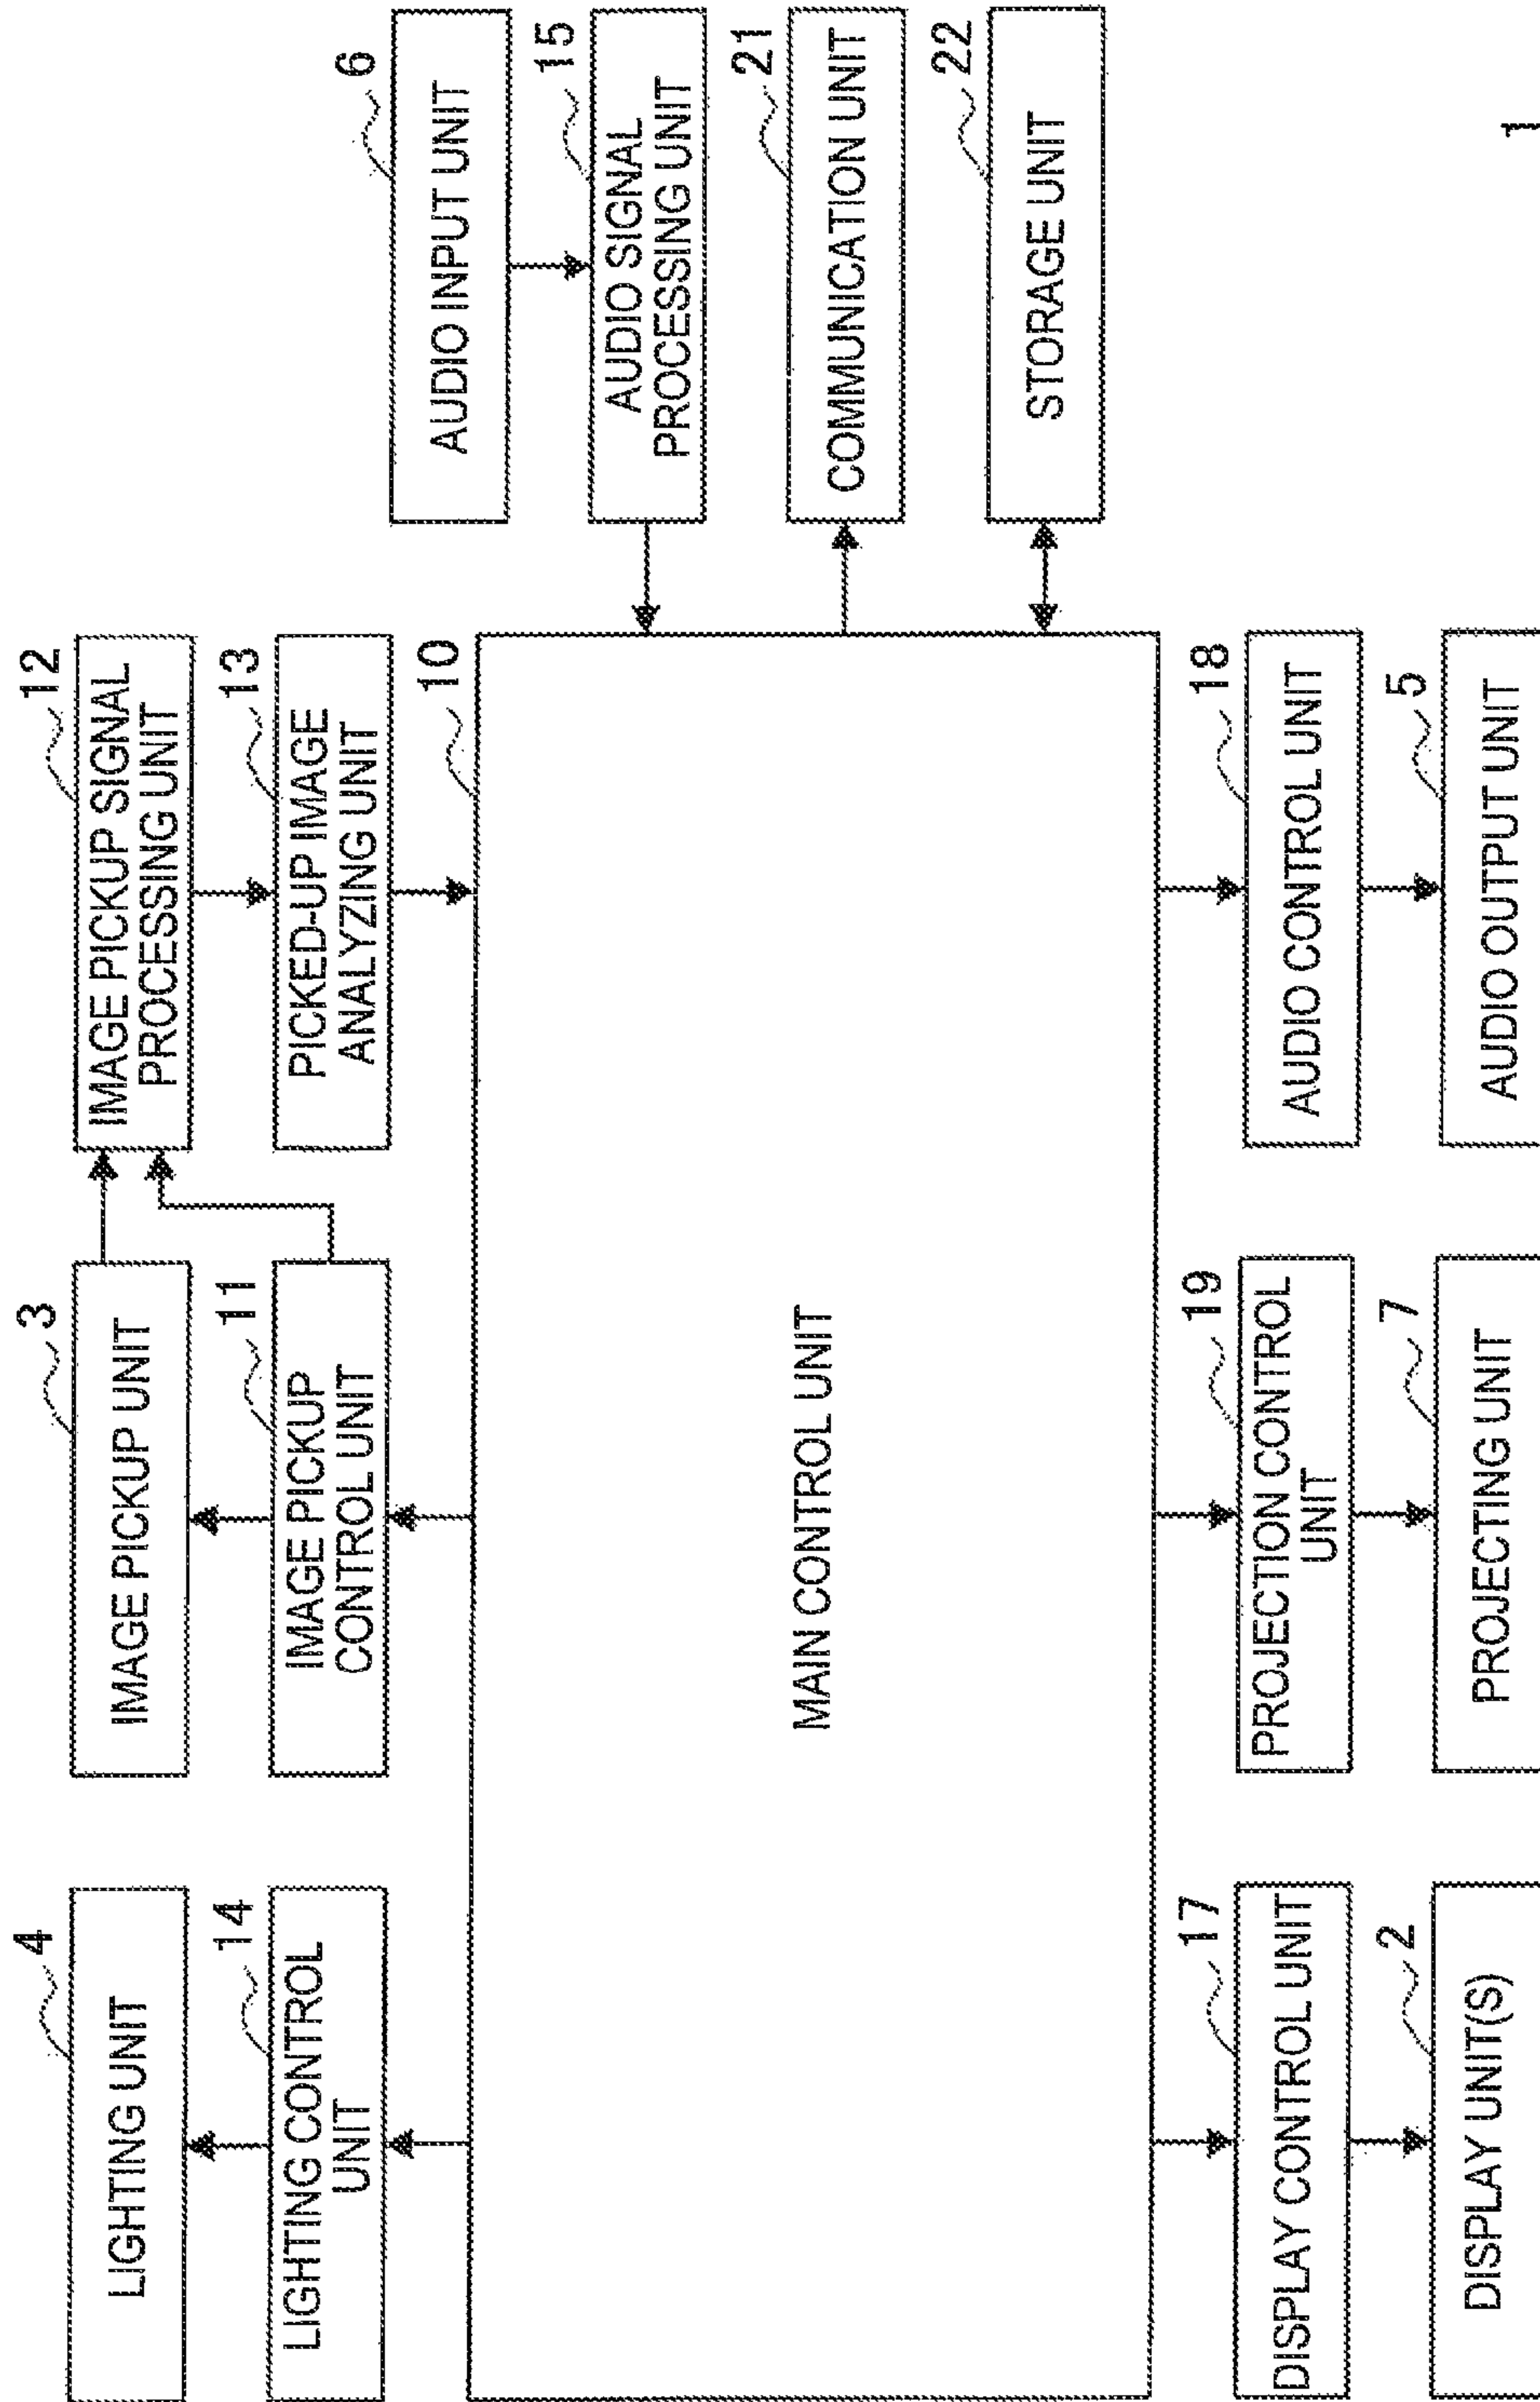 4
LIGHTING UNIT
14
LIGHTING CONTROL
UNIT
3
IMAGE PICKUP UNIT
11
IMAGE PICKUP
CONTROL UNIT
12
IMAGE PICKUP SIGNAL
PROCESSING UNIT
13
PICKED-UP IMAGE
ANALYZING UNIT
10
MAIN CONTROL UNIT
6
AUDIO INPUT UNIT
15
AUDIO SIGNAL
PROCESSING UNIT
21
COMMUNICATION UNIT
22
STORAGE UNIT
17
DISPLAY CONTROL UNIT
2
DISPLAY UNIT(S)
19
PROJECTION CONTROL
UNIT
7
PROJECTING UNIT
18
AUDIO CONTROL UNIT
5
AUDIO OUTPUT UNIT
1